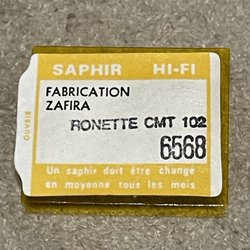 SAPHIR HI-FI
FABRICATION
ZAFIRA
RONETTE CMT 102
6568
Un saphir doit être changé
en moyenne tous les mois
OUVRIR